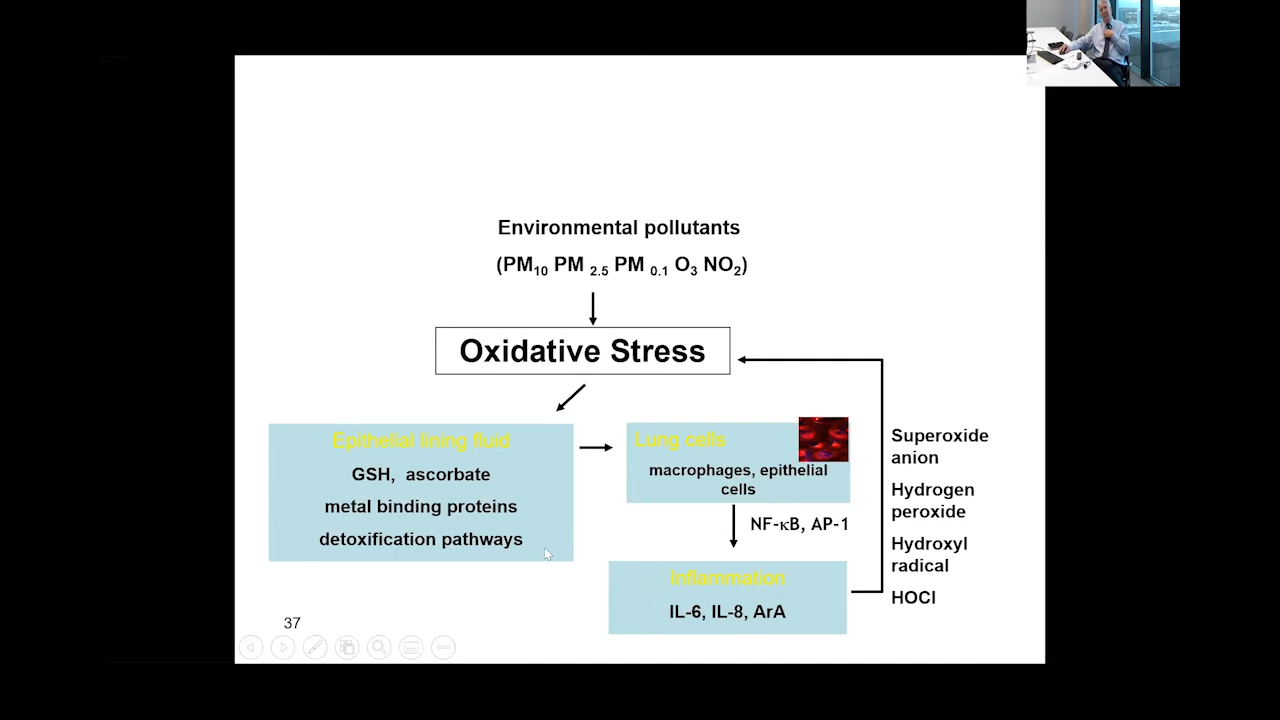 Environmental pollutants
(PM10 PM 2.5 PM 0.1 O3 NO2)
Oxidative Stress
Epithelial lining fluid
GSH, ascorbate
metal binding proteins
detoxification pathways
Lung cells
macrophages, epithelial
cells
NF-κB, AP-1
Inflammation
IL-6, IL-8, ArA
Superoxide
anion
Hydrogen
peroxide
Hydroxyl
radical
HOCl
37